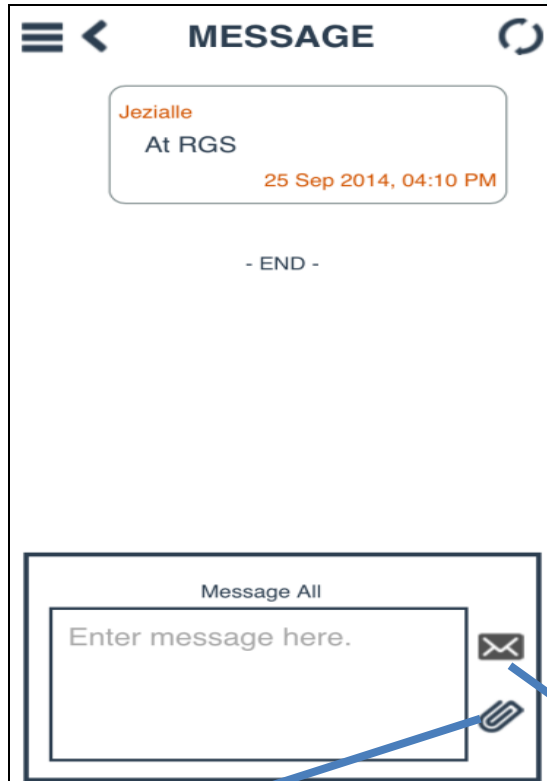 MESSAGE
Jezialle
At RGS
25 Sep 2014, 04:10 PM
- END -
Message All
Enter message here.